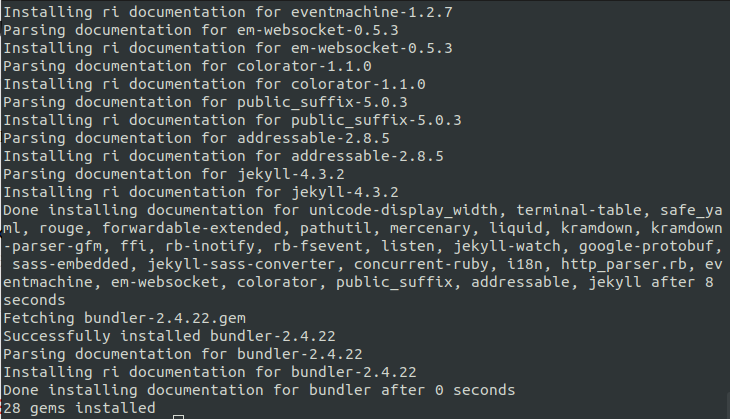 Installing ri documentation for eventmachine-1.2.7
Parsing documentation for em-websocket-0.5.3
Installing ri documentation for em-websocket-0.5.3
Parsing documentation for colorator-1.1.0
Installing ri documentation for colorator-1.1.0
Parsing documentation for public_suffix-5.0.3
Installing ri documentation for public_suffix-5.0.3
Parsing documentation for addressable-2.8.5
Installing ri documentation for addressable-2.8.5
Parsing documentation for jekyll-4.3.2
Installing ri documentation for jekyll-4.3.2
Done installing documentation for unicode-display_width, terminal-table, safe_ya
ml, rouge, forwardable-extended, pathutil, mercenary, liquid, kramdown, kramdown
-parser-gfm, ffi, rb-inotify, rb-fsevent, listen, jekyll-watch, google-protobuf,
 sass-embedded, jekyll-sass-converter, concurrent-ruby, i18n, http_parser.rb, ev
entmachine, em-websocket, colorator, public_suffix, addressable, jekyll after 8
seconds
Fetching bundler-2.4.22.gem
Successfully installed bundler-2.4.22
Parsing documentation for bundler-2.4.22
Installing ri documentation for bundler-2.4.22
Done installing documentation for bundler after 0 seconds
28 gems installed